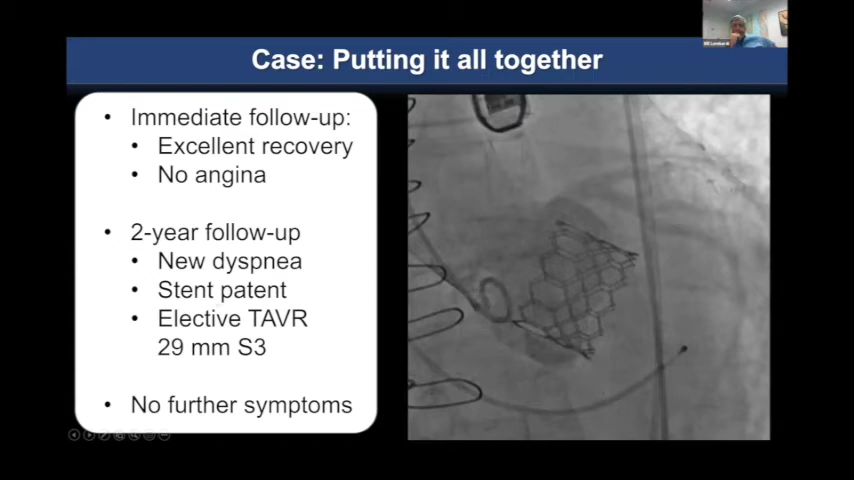 Case: Putting it all together
• Immediate follow-up:
• Excellent recovery
• No angina
• 2-year follow-up
• New dyspnea
• Stent patent
• Elective TAVR
29 mm S3
• No further symptoms